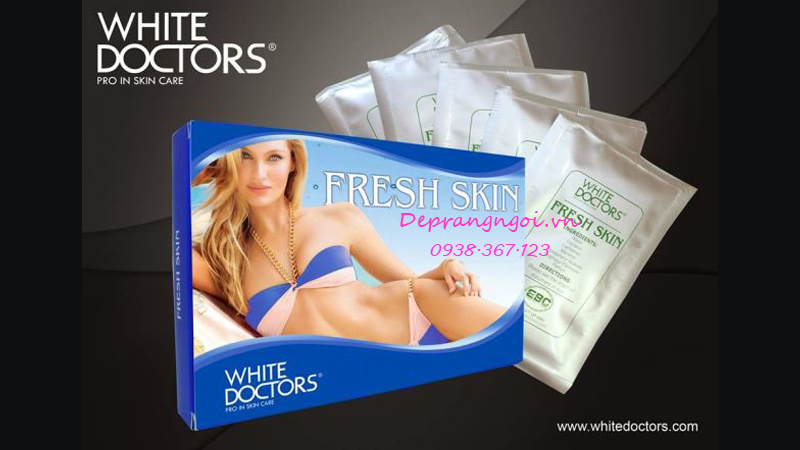 WHITE
DOCTORS®
PRO IN SKIN CARE
FRESH SKIN
Deprangngoi.vn
0938·367·123
FRESH SKIN
WHITE
DOCTORS®
PRO IN SKIN CARE
WHITE
DOCTORS
FRESH SKIN
INGREDIENTS:
DIRECTIONS
EBC
www.whitedoctors.com